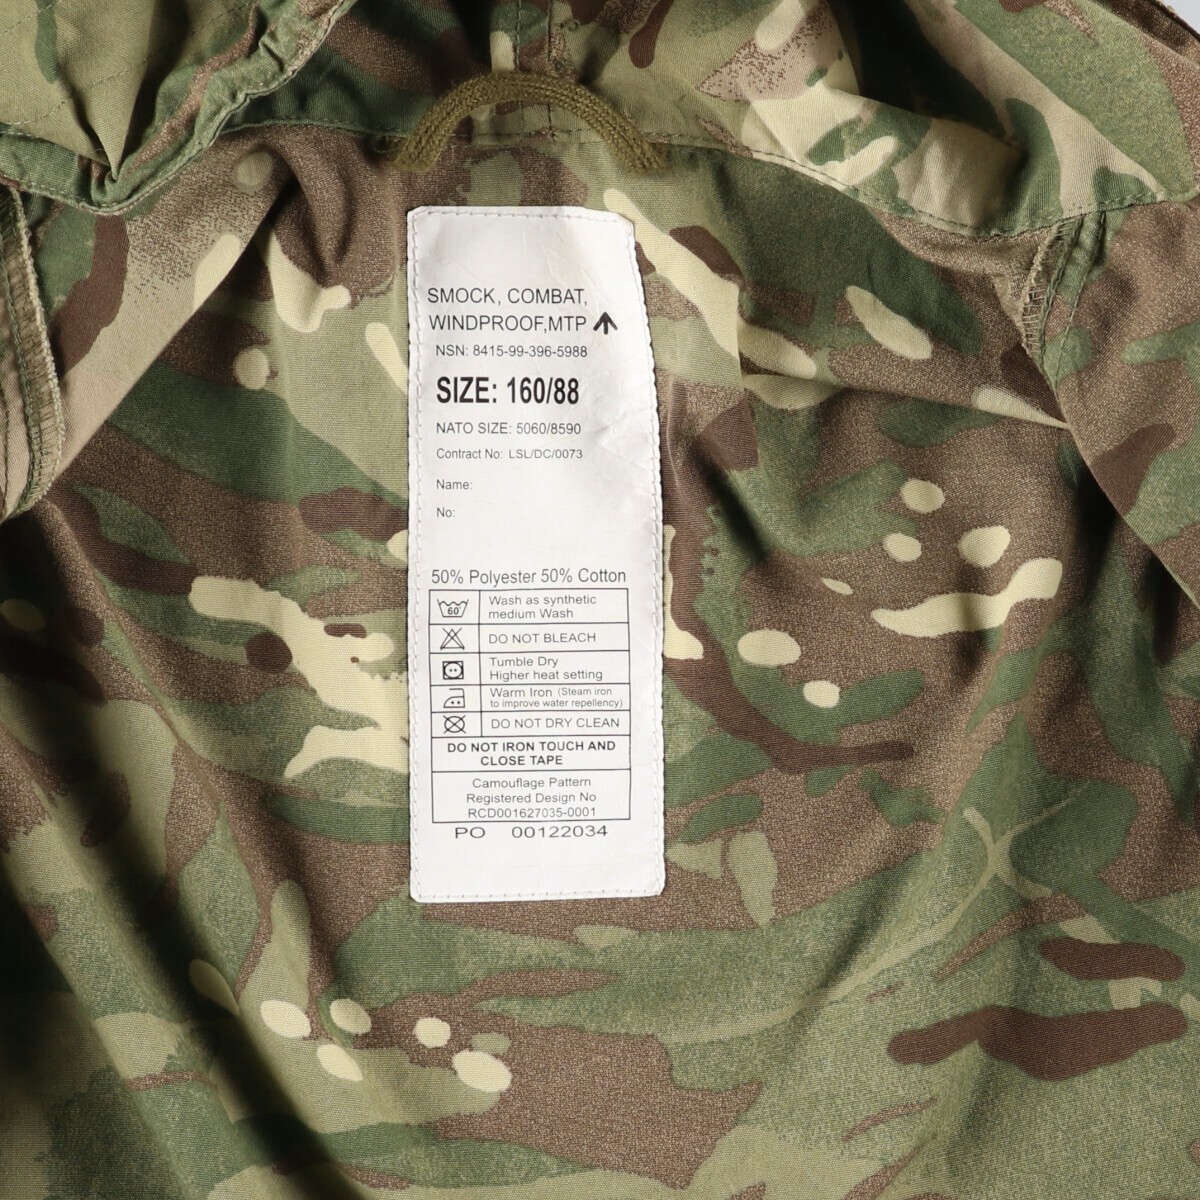 SMOCK, COMBAT,
WINDPROOF,MTP
NSN: 8415-99-396-5988
SIZE: 160/88
NATO SIZE: 5060/8590
Contract No: LSL/DC/0073
Name:
No:
50% Polyester 50% Cotton
60
Wash as synthetic
medium Wash
DO NOT BLEACH
Tumble Dry
Higher heat setting
Warm Iron (Steam iron
to improve water repellency)
DO NOT DRY CLEAN
DO NOT IRON TOUCH AND
CLOSE TAPE
Camouflage Pattern
Registered Design No
RCD001627035-0001
PO 00122034